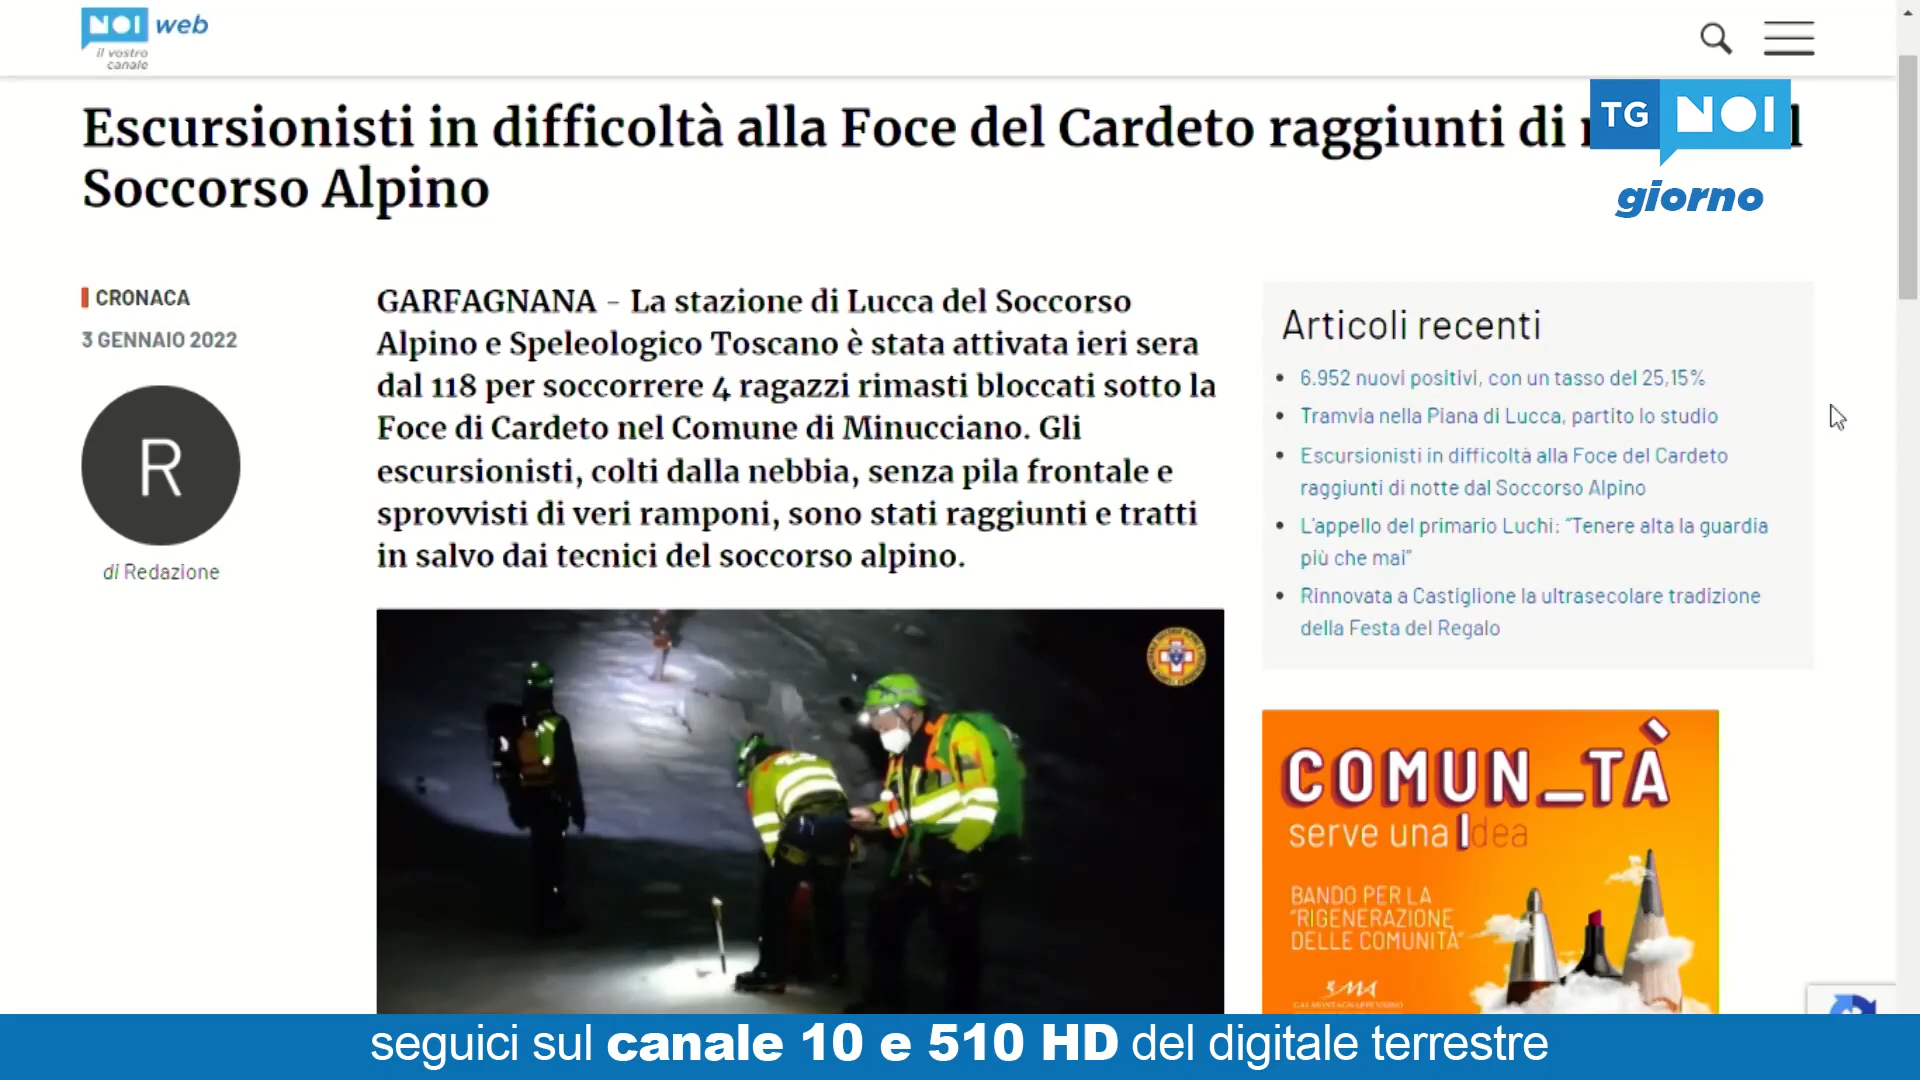 NOI web
il vostro
canale
TG NOI
giorno
Escursionisti in difficoltà alla Foce del Cardeto raggiunti di
Soccorso Alpino
CRONACA
3 GENNAIO 2022
R
di Redazione
GARFAGNANA - La stazione di Lucca del Soccorso
Alpino e Speleologico Toscano è stata attivata ieri sera
dal 118 per soccorrere 4 ragazzi rimasti bloccati sotto la
Foce di Cardeto nel Comune di Minucciano. Gli
escursionisti, colti dalla nebbia, senza pila frontale e
sprovvisti di veri ramponi, sono stati raggiunti e tratti
in salvo dai tecnici del soccorso alpino.
Articoli recenti
6.952 nuovi positivi, con un tasso del 25,15%
Tramvia nella Piana di Lucca, partito lo studio
Escursionisti in difficoltà alla Foce del Cardeto
raggiunti di notte dal Soccorso Alpino
L'appello del primario Luchi: "Tenere alta la guardia
più che mai"
Rinnovata a Castiglione la ultrasecolare tradizione
della Festa del Regalo
COMUN_TÀ
serve una Idea
BANDO PER LA
"RIGENERAZIONE
DELLE COMUNITÀ"
seguici sul canale 10 e 510 HD del digitale terrestre